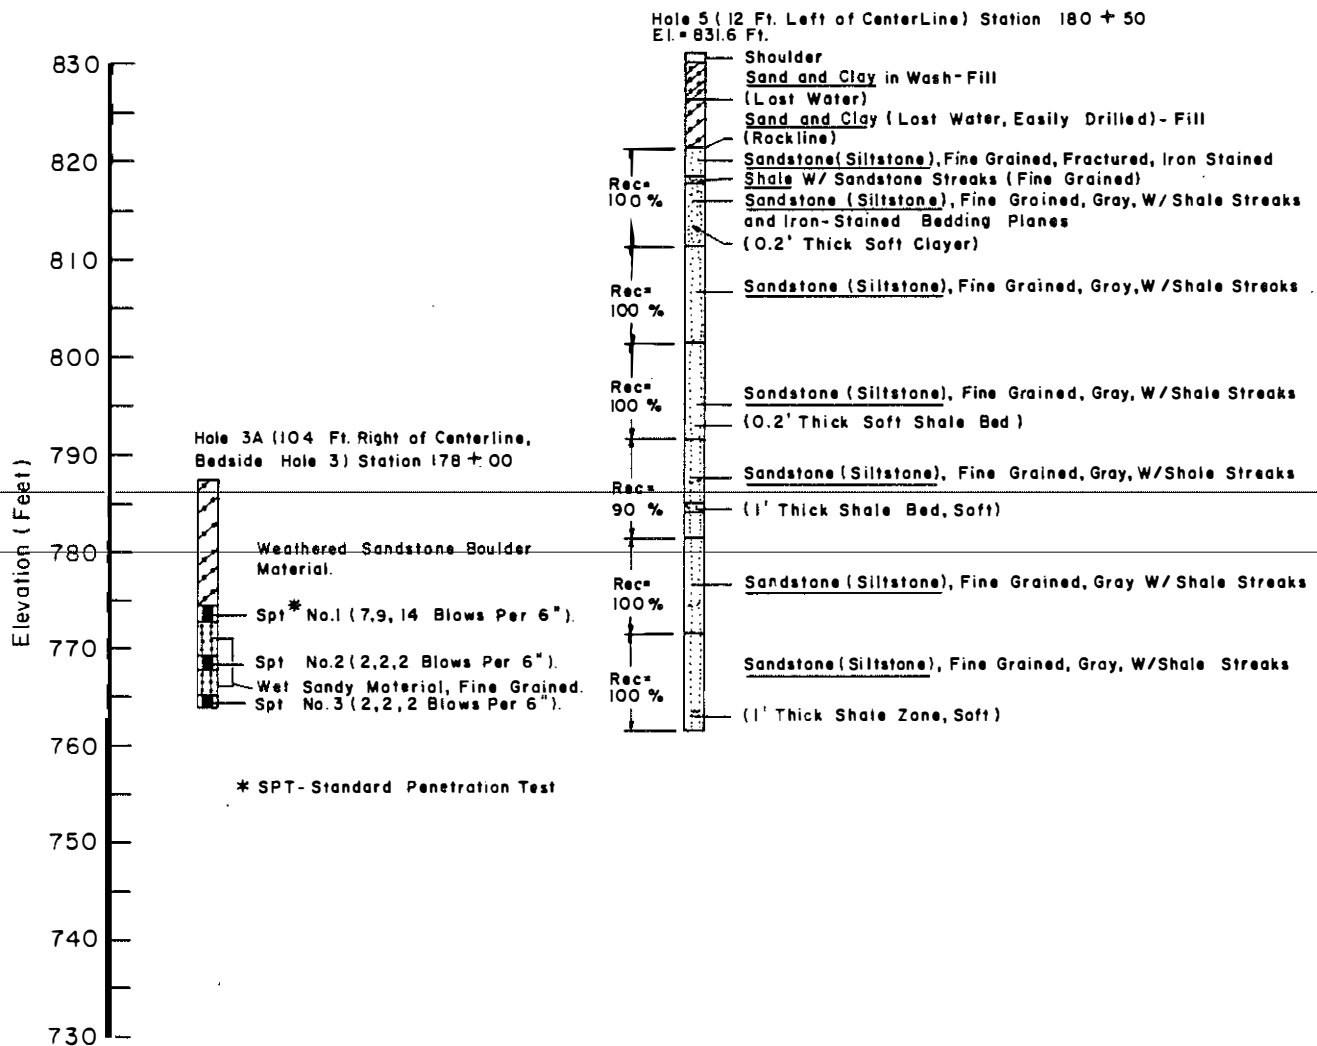 Hole 5 (12 Ft. Left of CenterLine) Station 180 + 50
El. = 831.6 Ft.
Shoulder
Sand and Clay in Wash-Fill
(Lost Water)
Sand and Clay (Lost Water, Easily Drilled)- Fill
(Rockline)
Sandstone(Siltstone), Fine Grained, Fractured, Iron Stained
Shale W/ Sandstone Streaks (Fine Grained)
Sandstone (Siltstone), Fine Grained, Gray, W/Shale Streaks
and Iron-Stained Bedding Planes
(0.2' Thick Soft Clayer)
Sandstone (Siltstone), Fine Grained, Gray, W/Shale Streaks
Sandstone (Siltstone), Fine Grained, Gray, W/Shale Streaks
(0.2' Thick Soft Shale Bed)
Sandstone (Siltstone), Fine Grained, Gray, W/Shale Streaks
(1' Thick Shale Bed, Soft)
Sandstone (Siltstone), Fine Grained, Gray W/Shale Streaks
Sandstone (Siltstone), Fine Grained, Gray, W/Shale Streaks
(1' Thick Shale Zone, Soft)
Rec=
100 %
Rec=
100 %
Rec=
100 %
Rec=
90 %
Rec=
100%
Rec=
100%
Hole 3A (104 Ft. Right of Centerline,
Bedside Hole 3) Station 178 + 00
Weathered Sandstone Boulder
Material.
Spt* No.1 (7,9, 14 Blows Per 6").
Spt No.2 (2,2,2 Blows Per 6").
Wet Sandy Material, Fine Grained.
Spt No.3 (2,2,2 Blows Per 6").
* SPT-Standard Penetration Test
Elevation (Feet)
830
820
810
800
790
780
770
760
750
740
730